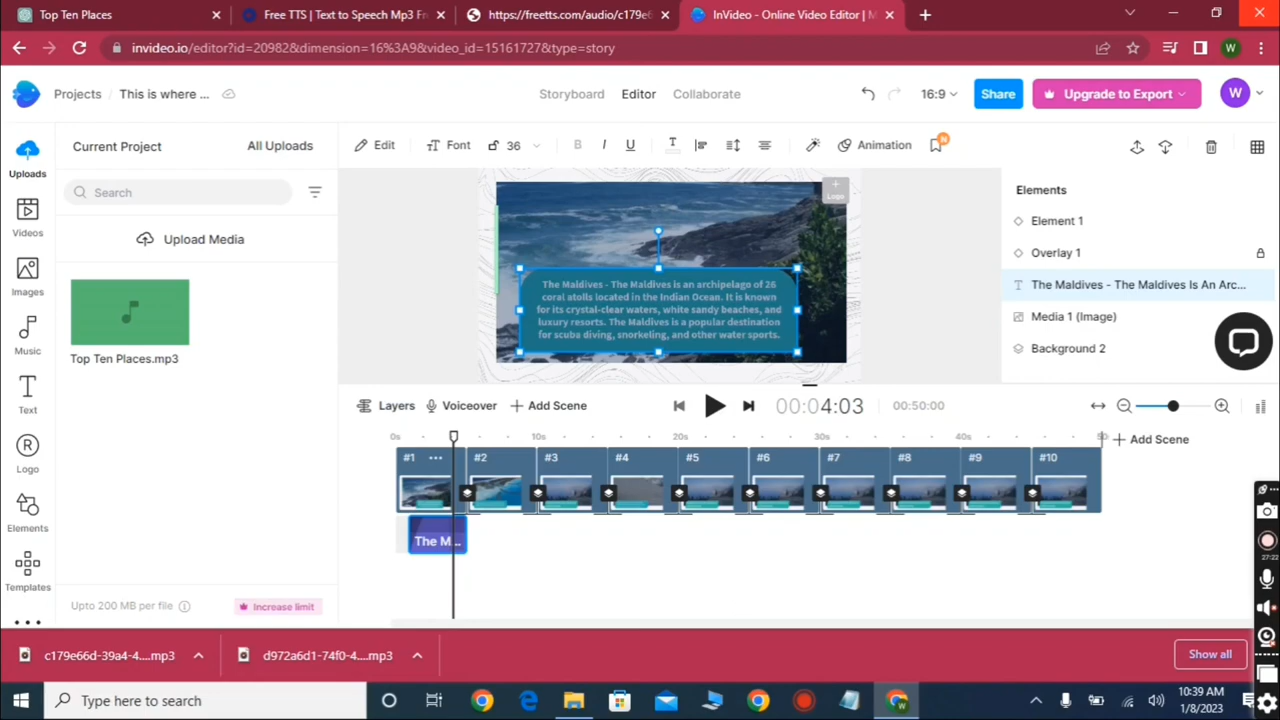 Top Ten Places
Free TTS | Text to Speech Mp3 Fr
https://freetts.com/audio/c179e6
InVideo - Online Video Editor | M
invideo.io/editor?id=20982&dimension=16%3A9&video_id=15161727&type=story
W
Projects / This is where ...
Storyboard
Editor
Collaborate
16:9
Share
Upgrade to Export
W
Uploads
Videos
Images
Music
Text
Logo
Elements
Templates
Current Project
All Uploads
Search
Upload Media
Top Ten Places.mp3
Upto 200 MB per file
Increase limit
Edit
Font
36
B
I
U
T
Animation
N
+
Logo
The Maldives - The Maldives is an archipelago of 26
coral atolls located in the Indian Ocean. It is known
for its crystal-clear waters, white sandy beaches, and
luxury resorts. The Maldives is a popular destination
for scuba diving, snorkeling, and other water sports.
Elements
Element 1
Overlay 1
The Maldives - The Maldives Is An Arc...
Media 1 (Image)
Background 2
Layers
Voiceover
Add Scene
00:04:03
00:50:00
0s
10s
20s
30s
40s
Add Scene
#1
#2
#3
#4
#5
#6
#7
#8
#9
#10
The M...
27:22
c179e66d-39a4-4....mp3
d972a6d1-74f0-4....mp3
Show all
Type here to search
10:39 AM
1/8/2023